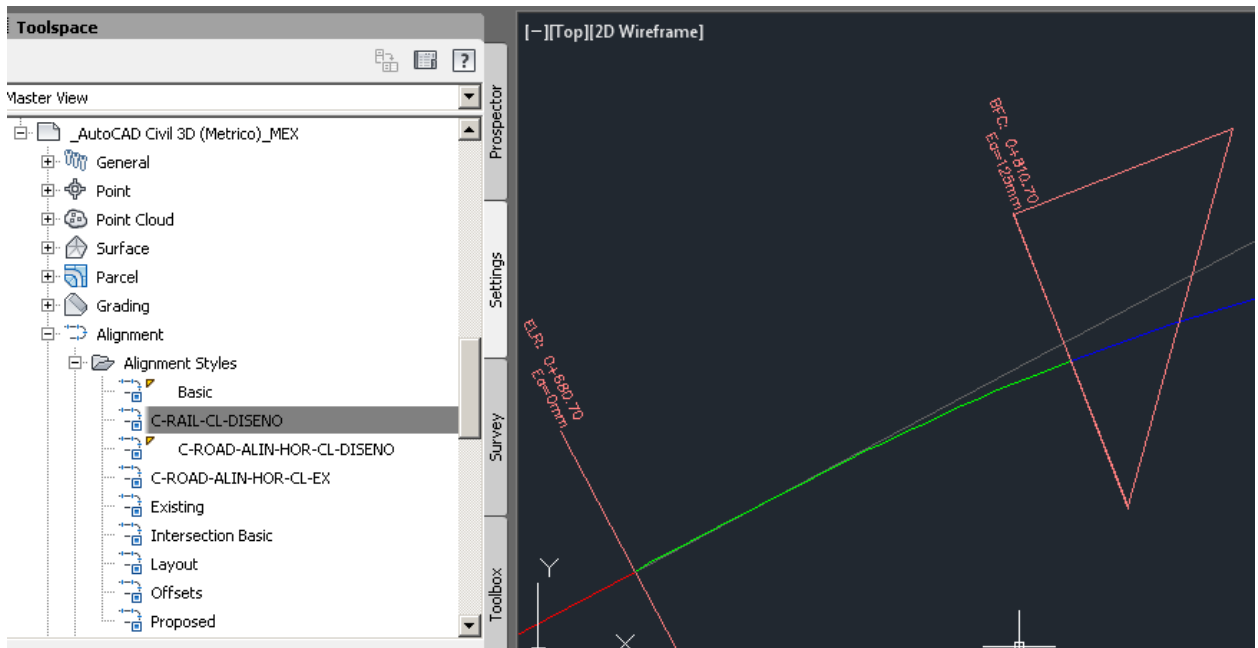 Toolspace
Master View
_AutoCAD Civil 3D (Metrico)_MEX
General
Point
Point Cloud
Surface
Parcel
Grading
Alignment
Alignment Styles
Basic
C-RAIL-CL-DISENO
C-ROAD-ALIN-HOR-CL-DISENO
C-ROAD-ALIN-HOR-CL-EX
Existing
Intersection Basic
Layout
Offsets
Proposed
Prospector
Settings
Survey
Toolbox
[−][Top][2D Wireframe]
BFC: 0+810.70
Ea=125mm
ELR: 0+680.70
Ea=0mm
Y
X